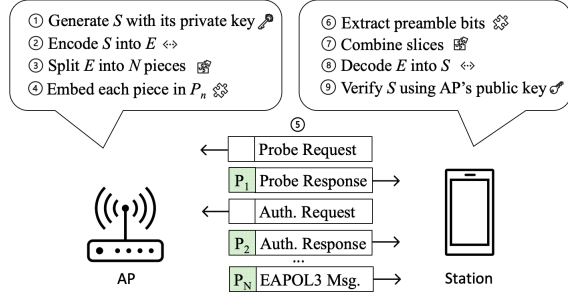 ① Generate S with its private key
② Encode S into E
③ Split E into N pieces
④ Embed each piece in Pn
⑥ Extract preamble bits
⑦ Combine slices
⑧ Decode E into S
⑨ Verify S using AP's public key
⑤
Probe Request
P1 Probe Response
Auth. Request
P2 Auth. Response
...
PN EAPOL3 Msg.
AP
Station